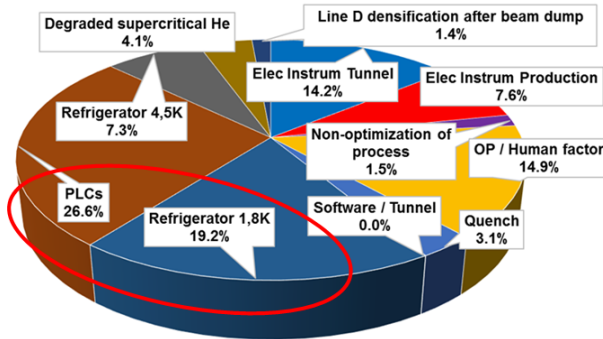 Degraded supercritical He
4.1%
Line D densification after beam dump
1.4%
Elec Instrum Tunnel
14.2%
Elec Instrum Production
7.6%
Refrigerator 4,5K
7.3%
Non-optimization of
process
1.5%
OP / Human factor
14.9%
PLCs
26.6%
Refrigerator 1,8K
19.2%
Software / Tunnel
0.0%
Quench
3.1%